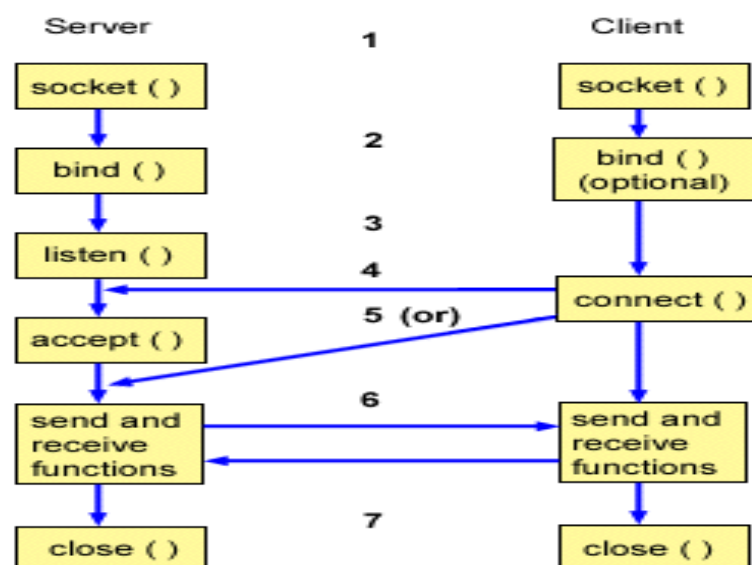 Server 1 Client
socket ( ) socket ( )
2
bind ( ) bind ( )
(optional)
3
listen ( )
4
connect ( )
5 (or)
accept ( )
6
send and
receive
functions
send and
receive
functions
7
close ( ) close ( )